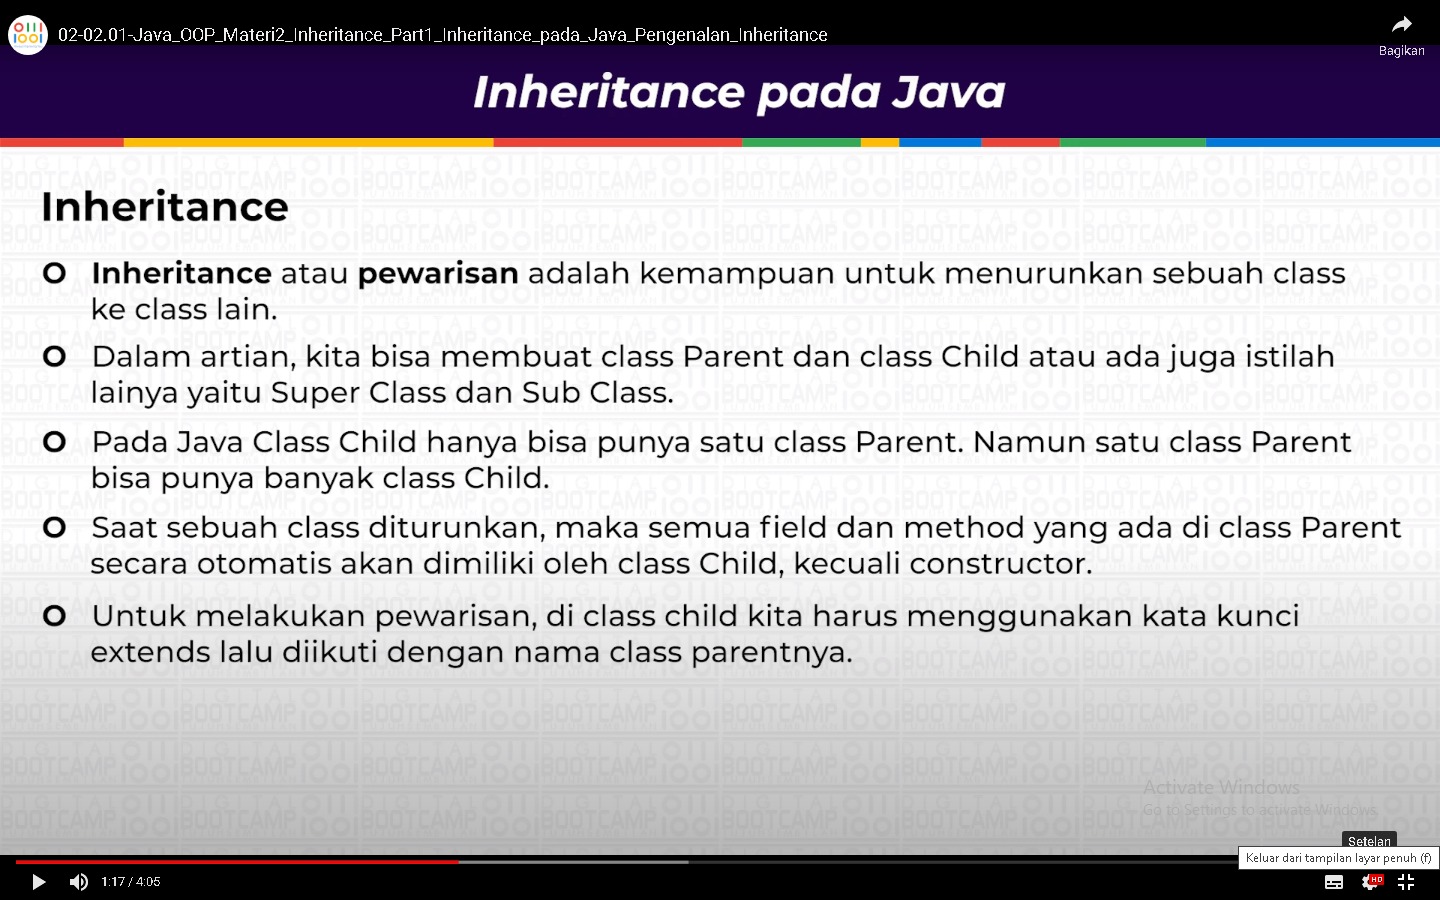 02-02.01-Java_OOP_Materi2_Inheritance_Part1_Inheritance_pada_Java_Pengenalan_Inheritance
Bagikan
Inheritance pada Java
Inheritance
O Inheritance atau pewarisan adalah kemampuan untuk menurunkan sebuah class
ke class lain.
O Dalam artian, kita bisa membuat class Parent dan class Child atau ada juga istilah
lainya yaitu Super Class dan Sub Class.
O Pada Java Class Child hanya bisa punya satu class Parent. Namun satu class Parent
bisa punya banyak class Child.
O Saat sebuah class diturunkan, maka semua field dan method yang ada di class Parent
secara otomatis akan dimiliki oleh class Child, kecuali constructor.
O Untuk melakukan pewarisan, di class child kita harus menggunakan kata kunci
extends lalu diikuti dengan nama class parentnya.
Activate Windows
Go to Settings to activate Windows.
Setelan
Keluar dari tampilan layar penuh (f)
1:17 / 4:05
HD